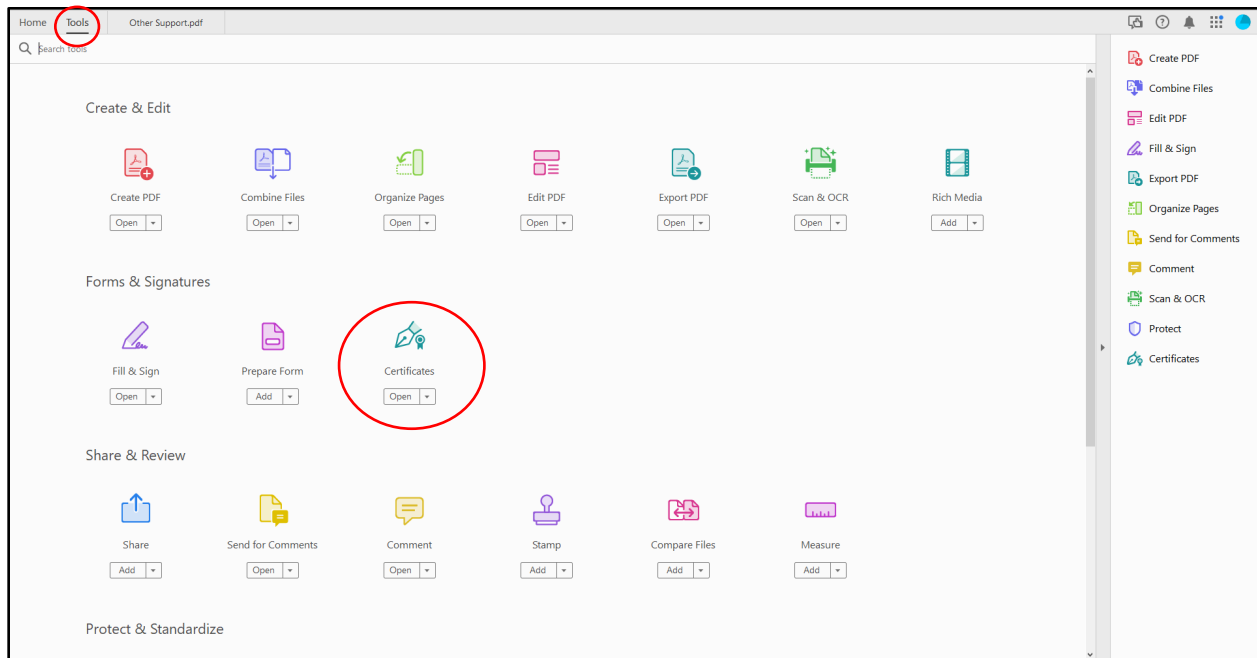 Home Tools Other Support.pdf
Search tools
Create & Edit
Create PDF Combine Files Organize Pages Edit PDF Export PDF Scan & OCR Rich Media
Open Open Open Open Open Open Add
Forms & Signatures
Fill & Sign Prepare Form Certificates
Open Add Open
Share & Review
Share Send for Comments Comment Stamp Compare Files Measure
Add Open Open Add Add Add
Protect & Standardize
Create PDF
Combine Files
Edit PDF
Fill & Sign
Export PDF
Organize Pages
Send for Comments
Comment
Scan & OCR
Protect
Certificates